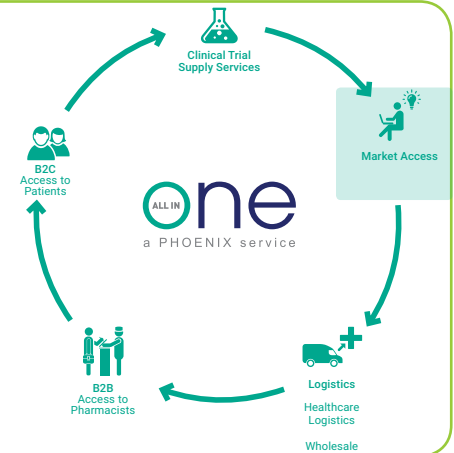 Clinical Trial
Supply Services
Market Access
B2C
Access to
Patients
ALL IN
one
a PHOENIX service
B2B
Access to
Pharmacists
Logistics
Healthcare
Logistics
Wholesale